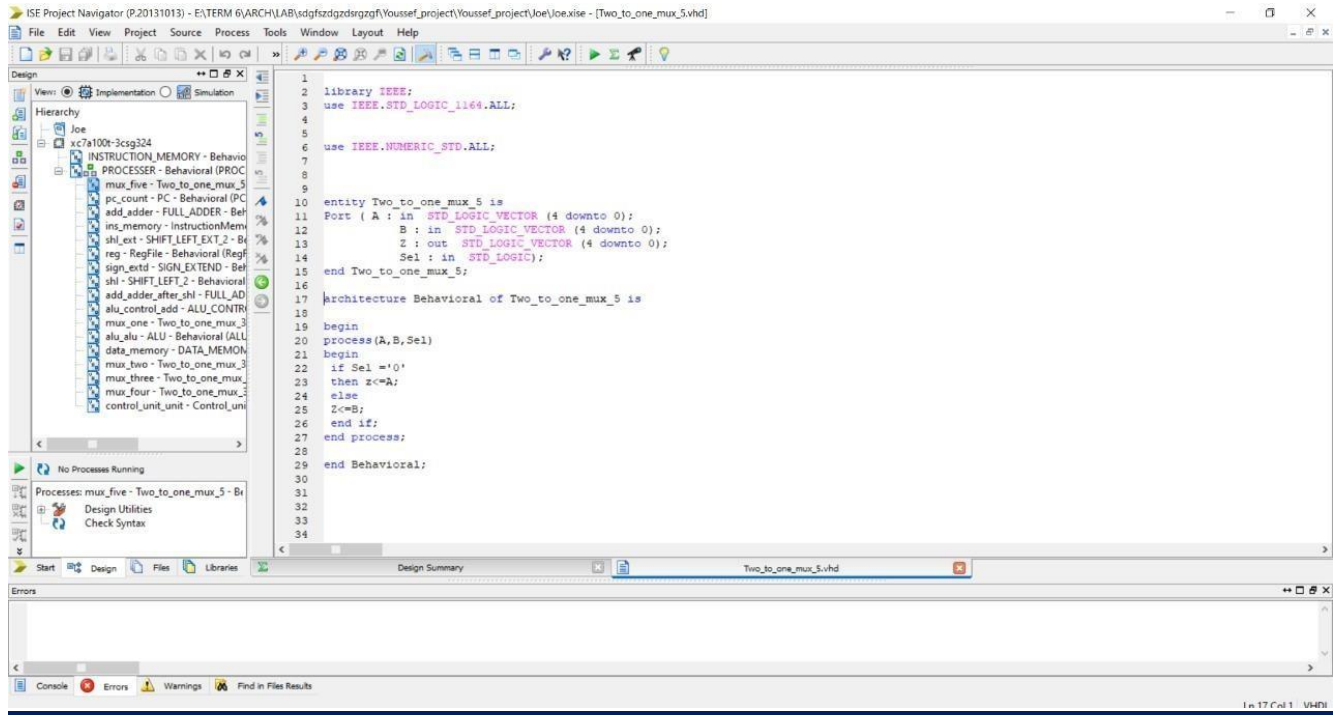 ISE Project Navigator (P.20131013) - E:\TERM 6\ARCH\LAB\sdgfszdgzdsrgzgf\Youssef_project\Youssef_project\Joe\Joe.xise - [Two_to_one_mux_5.vhd]
File Edit View Project Source Process Tools Window Layout Help
Design
View: Implementation Simulation
Hierarchy
Joe
xc7a100t-3csg324
INSTRUCTION_MEMORY - Behavio
PROCESSER - Behavioral (PROC
mux_five - Two_to_one_mux_5
pc_count - PC - Behavioral (PC
add_adder - FULL_ADDER - Beh
ins_memory - InstructionMem
shl_ext - SHIFT_LEFT_EXT_2 - Be
reg - RegFile - Behavioral (RegF
sign_extd - SIGN_EXTEND - Beh
shl - SHIFT_LEFT_2 - Behavioral
add_adder_after_shl - FULL_AD
alu_control_add - ALU_CONTR
mux_one - Two_to_one_mux_3
alu_alu - ALU - Behavioral (ALU
data_memory - DATA_MEMO
mux_two - Two_to_one_mux_3
mux_three - Two_to_one_mux_
mux_four - Two_to_one_mux_3
control_unit_unit - Control_uni
No Processes Running
Processes: mux_five - Two_to_one_mux_5 - Be
Design Utilities
Check Syntax
1
2 library IEEE;
3 use IEEE.STD_LOGIC_1164.ALL;
4
5
6 use IEEE.NUMERIC_STD.ALL;
7
8
9
10 entity Two_to_one_mux_5 is
11 Port ( A : in STD_LOGIC_VECTOR (4 downto 0);
12 B : in STD_LOGIC_VECTOR (4 downto 0);
13 Z : out STD_LOGIC_VECTOR (4 downto 0);
14 Sel : in STD_LOGIC);
15 end Two_to_one_mux_5;
16
17 architecture Behavioral of Two_to_one_mux_5 is
18
19 begin
20 process(A,B,Sel)
21 begin
22 if Sel ='0'
23 then z<=A;
24 else
25 Z<=B;
26 end if;
27 end process;
28
29 end Behavioral;
30
31
32
33
34
Start Design Files Libraries Design Summary Two_to_one_mux_5.vhd
Errors
Console Errors Warnings Find in Files Results
Ln 17 Col 1 VHDL